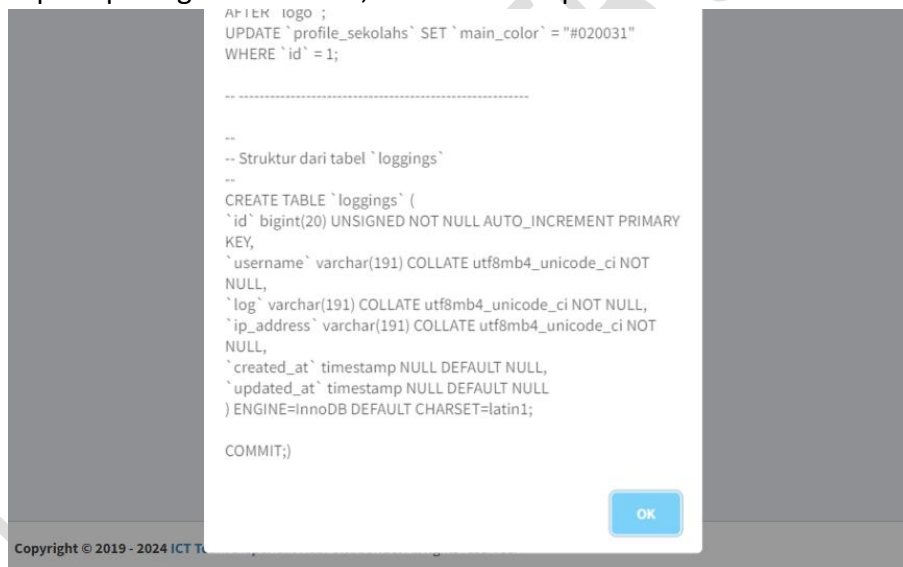 AFTER `logo`;
UPDATE `profile_sekolahs` SET `main_color` = "#020031"
WHERE `id` = 1;
-- --------------------------------------------------------
--
-- Struktur dari tabel `loggings`
--
CREATE TABLE `loggings` (
`id` bigint(20) UNSIGNED NOT NULL AUTO_INCREMENT PRIMARY
KEY,
`username` varchar(191) COLLATE utf8mb4_unicode_ci NOT
NULL,
`log` varchar(191) COLLATE utf8mb4_unicode_ci NOT NULL,
`ip_address` varchar(191) COLLATE utf8mb4_unicode_ci NOT
NULL,
`created_at` timestamp NULL DEFAULT NULL,
`updated_at` timestamp NULL DEFAULT NULL
) ENGINE=InnoDB DEFAULT CHARSET=latin1;
COMMIT;)
OK
Copyright © 2019 - 2024 ICT